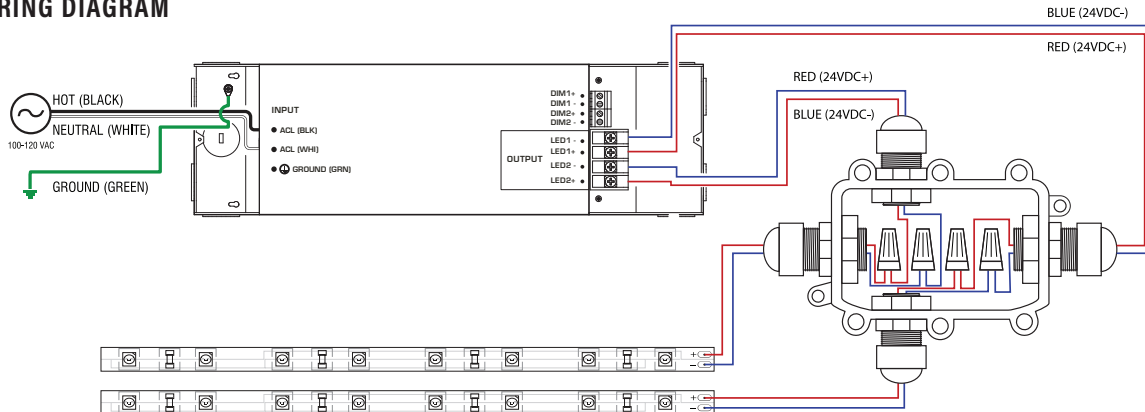 RING DIAGRAM
BLUE (24VDC-)
RED (24VDC+)
HOT (BLACK)
NEUTRAL (WHITE)
100-120 VAC
GROUND (GREEN)
INPUT
ACL (BLK)
ACL (WHI)
GROUND (GRN)
DIM1+
DIM1 -
DIM2+
DIM2 -
OUTPUT
LED1 -
LED1+
LED2 -
LED2+
RED (24VDC+)
BLUE (24VDC-)
+
–
+
–